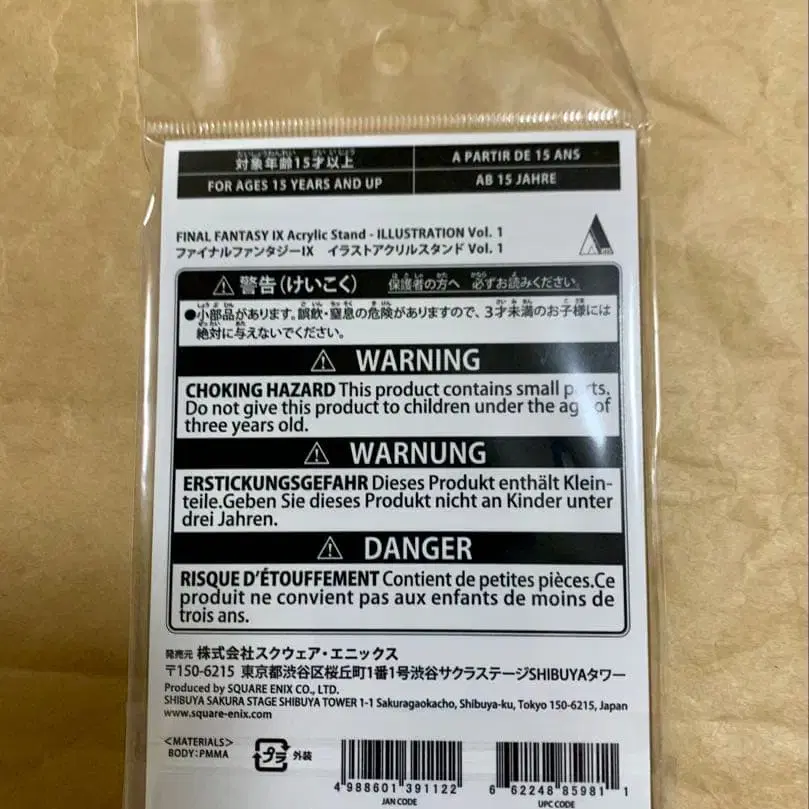 対象年齢15才以上
A PARTIR DE 15 ANS
FOR AGES 15 YEARS AND UP
AB 15 JAHRE
FINAL FANTASY IX Acrylic Stand - ILLUSTRATION Vol. 1
ファイナルファンタジーIX イラストアクリルスタンド Vol. 1
警告(けいこく) 保護者の方へ 必ずお読みください。
●小部品があります。誤飲・窒息の危険がありますので、3才未満のお子様には
絶対に与えないでください。
WARNING
CHOKING HAZARD This product contains small parts.
Do not give this product to children under the age of
three years old.
WARNUNG
ERSTICKUNGSGEFAHR Dieses Produkt enthält Klein-
teile.Geben Sie dieses Produkt nicht an Kinder unter
drei Jahren.
DANGER
RISQUE D'ÉTOUFFEMENT Contient de petites pièces.Ce
produit ne convient pas aux enfants de moins de
trois ans.
発売元 株式会社スクウェア・エニックス
〒150-6215 東京都渋谷区桜丘町1番1号渋谷サクラステージSHIBUYAタワー
Produced by SQUARE ENIX CO., LTD.
SHIBUYA SAKURA STAGE SHIBUYA TOWER 1-1 Sakuragaokacho, Shibuya-ku, Tokyo 150-6215, Japan
www.square-enix.com
<MATERIALS>
BODY:PMMA
プラ 外装
4 988601 391122
JAN CODE
6 62248 85981 1
UPC CODE